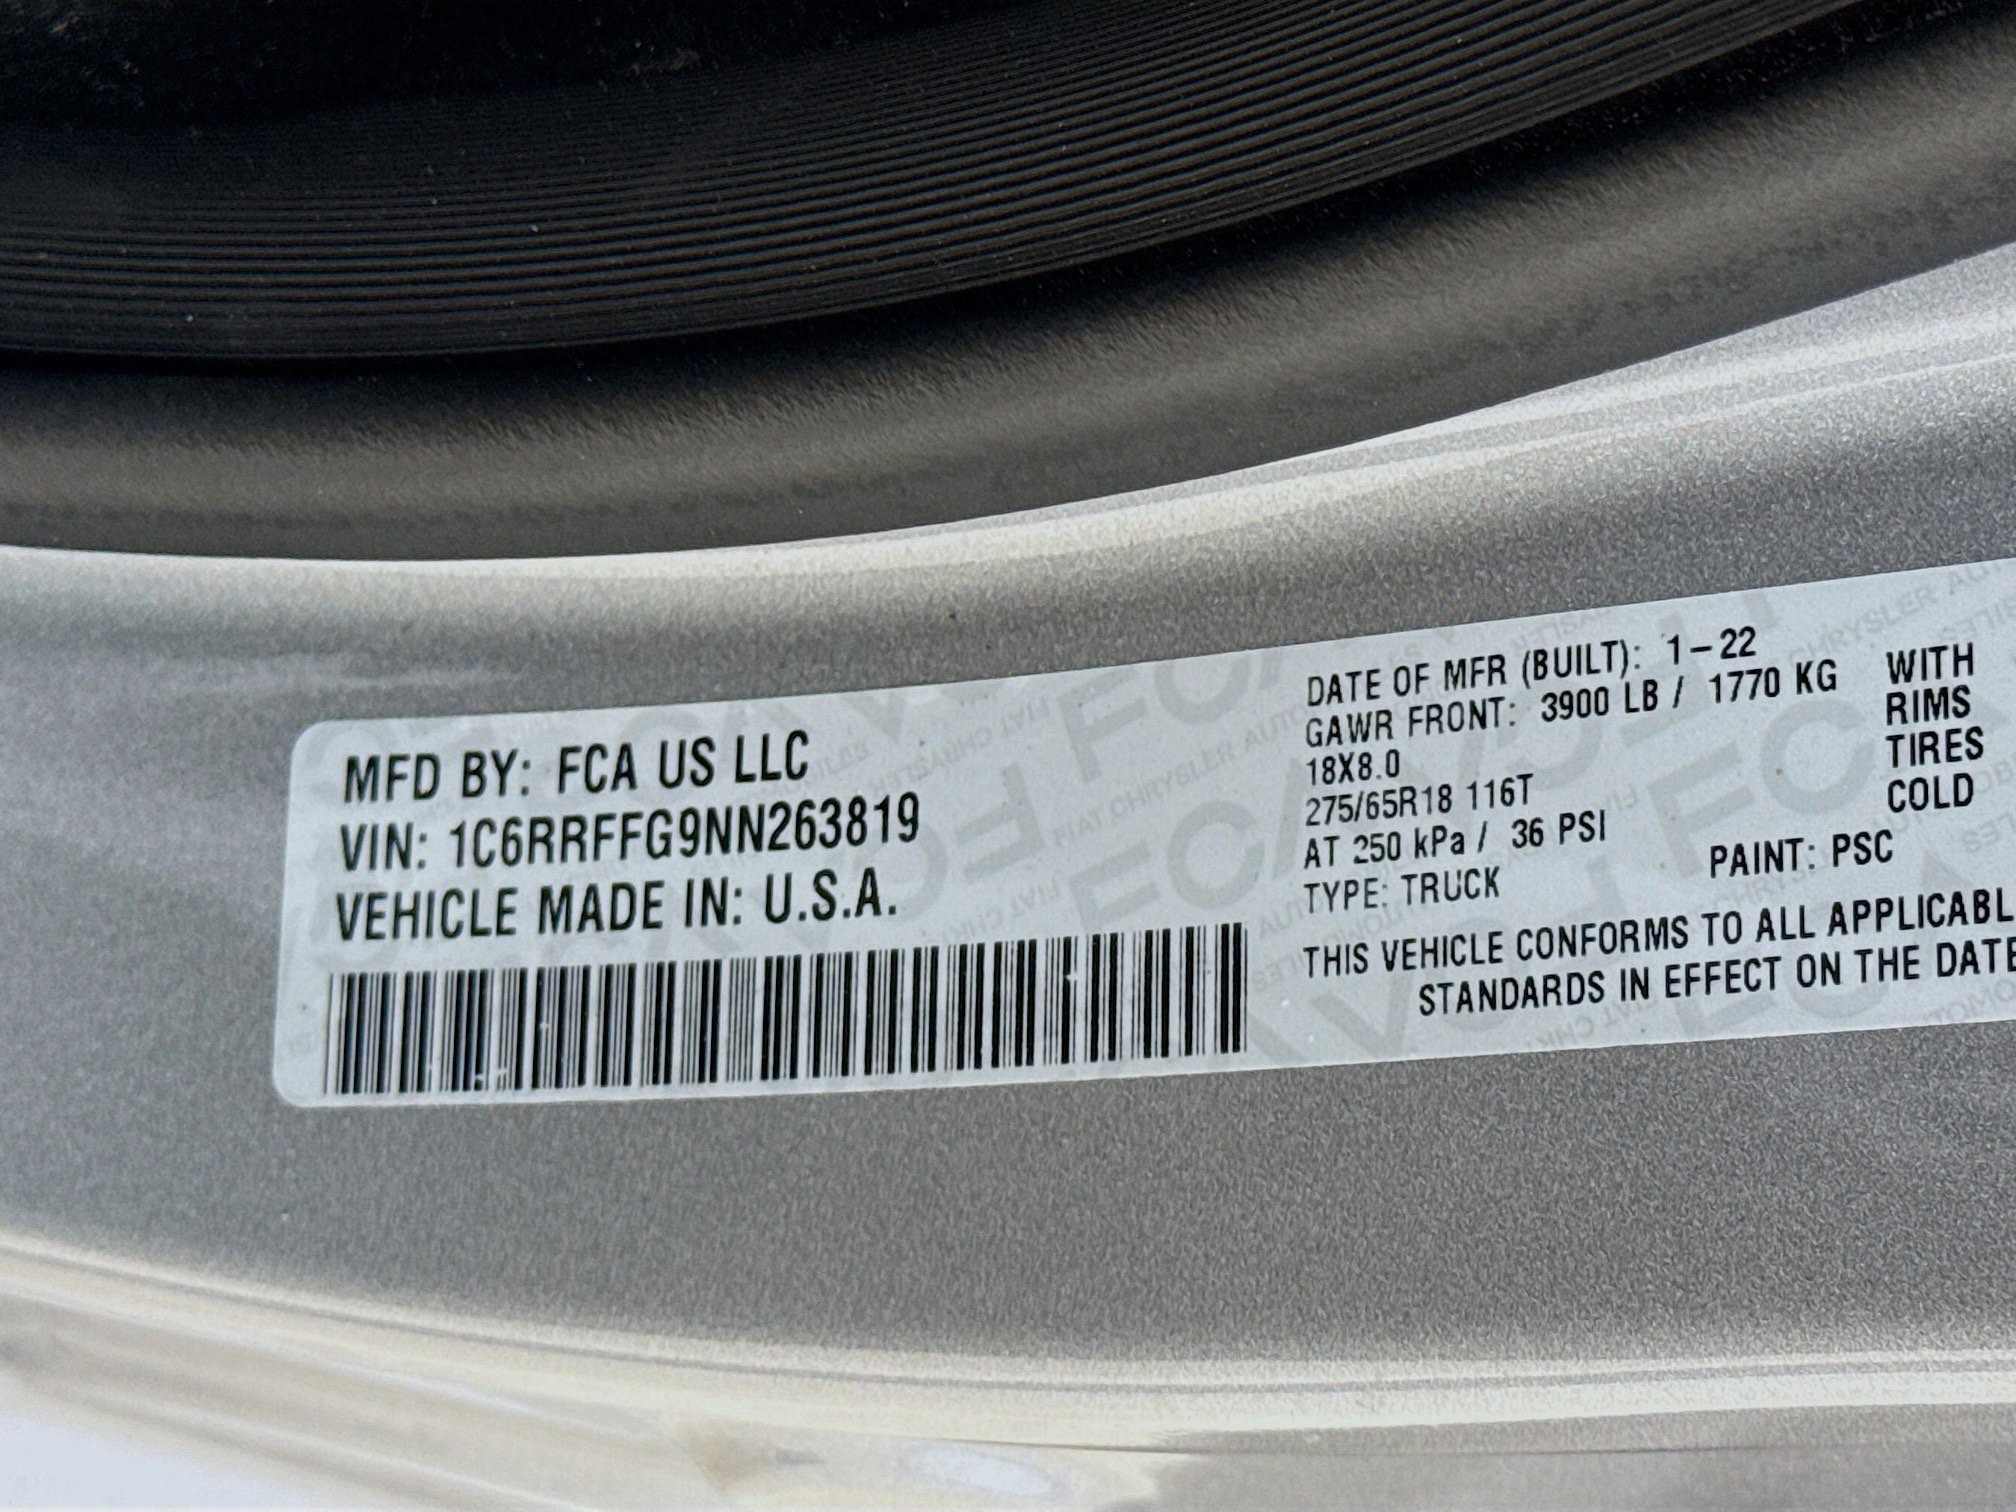 MFD BY: FCA US LLC
VIN: 1C6RRFFG9NN263819
VEHICLE MADE IN: U.S.A.
DATE OF MFR (BUILT): 1-22
GAWR FRONT: 3900 LB / 1770 KG WITH
18X8.0 RIMS
275/65R18 116T TIRES
AT 250 kPa / 36 PSI COLD
TYPE: TRUCK PAINT: PSC
THIS VEHICLE CONFORMS TO ALL APPLICABL
STANDARDS IN EFFECT ON THE DATE